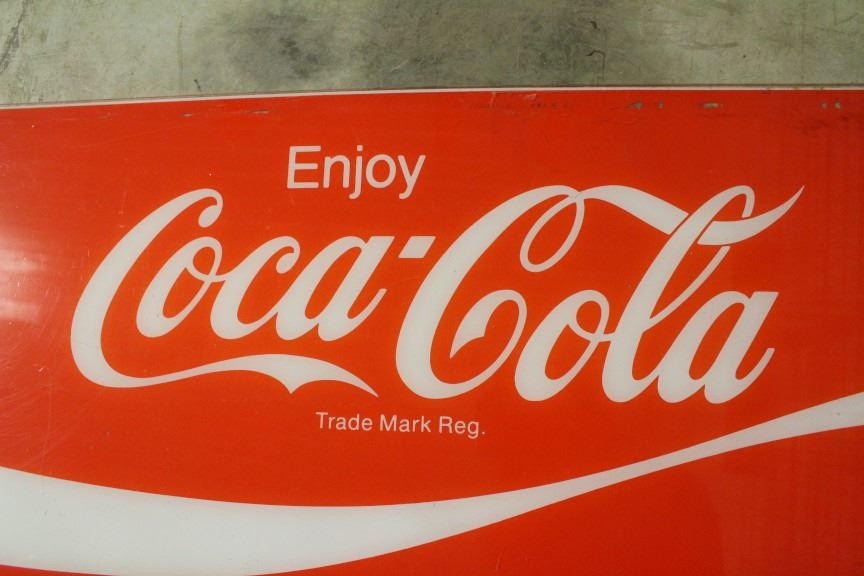 Enjoy
Coca-Cola
Trade Mark Reg.